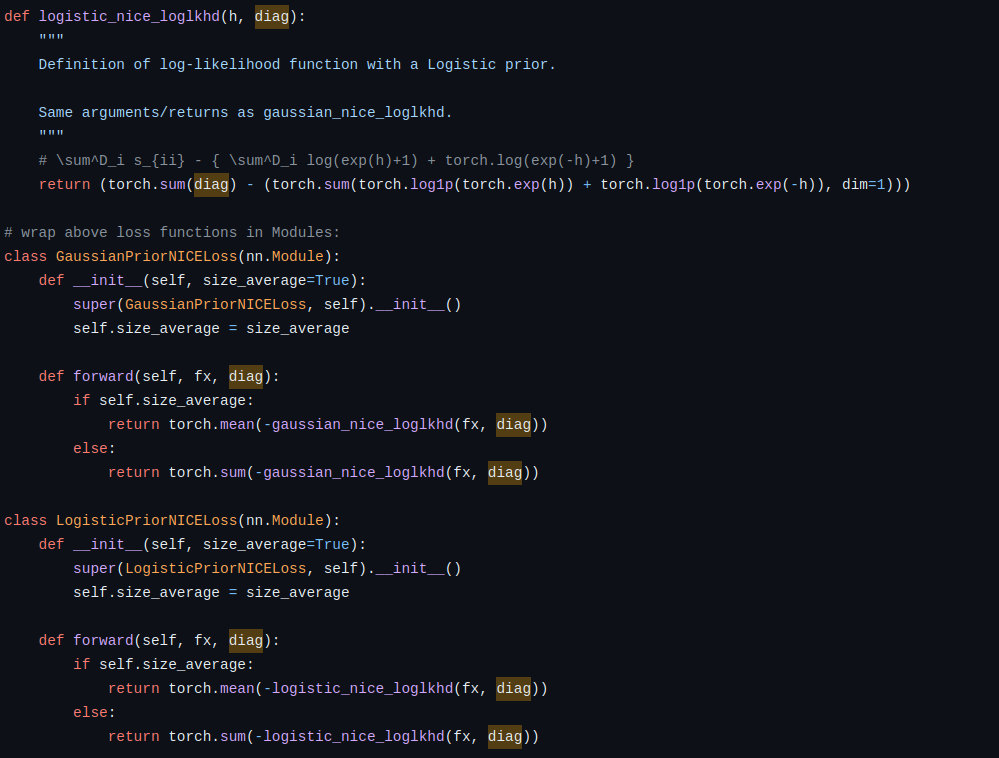 def logistic_nice_loglkhd(h, diag):
    """
    Definition of log-likelihood function with a Logistic prior.

    Same arguments/returns as gaussian_nice_loglkhd.
    """
    # \sum^D_i s_{ii} - { \sum^D_i log(exp(h)+1) + torch.log(exp(-h)+1) }
    return (torch.sum(diag) - (torch.sum(torch.log1p(torch.exp(h)) + torch.log1p(torch.exp(-h)), dim=1)))

# wrap above loss functions in Modules:
class GaussianPriorNICELoss(nn.Module):
    def __init__(self, size_average=True):
        super(GaussianPriorNICELoss, self).__init__()
        self.size_average = size_average

    def forward(self, fx, diag):
        if self.size_average:
            return torch.mean(-gaussian_nice_loglkhd(fx, diag))
        else:
            return torch.sum(-gaussian_nice_loglkhd(fx, diag))

class LogisticPriorNICELoss(nn.Module):
    def __init__(self, size_average=True):
        super(LogisticPriorNICELoss, self).__init__()
        self.size_average = size_average

    def forward(self, fx, diag):
        if self.size_average:
            return torch.mean(-logistic_nice_loglkhd(fx, diag))
        else:
            return torch.sum(-logistic_nice_loglkhd(fx, diag))